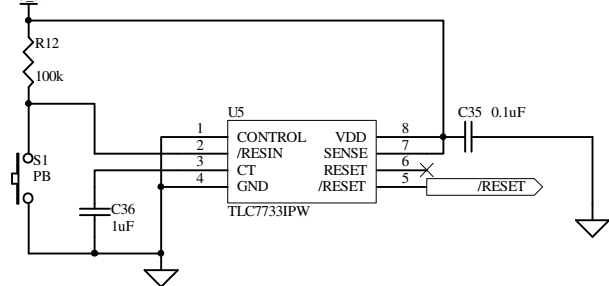 R12
100k
U5
C35 0.1uF
1 CONTROL VDD 8
2 /RESIN SENSE 7
3 CT RESET 6
4 GND /RESET 5 /RESET
S1
PB
C36
1uF
TLC7733IPW